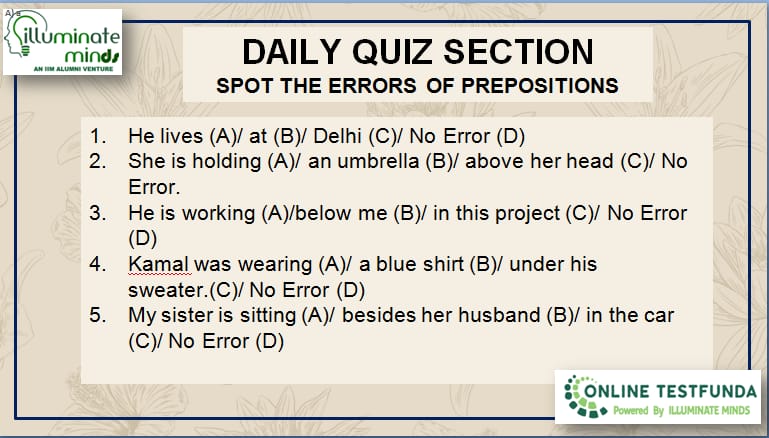 A) a
illuminate
minds
AN IIM ALUMNI VENTURE
DAILY QUIZ SECTION
SPOT THE ERRORS OF PREPOSITIONS
1. He lives (A)/ at (B)/ Delhi (C)/ No Error (D)
2. She is holding (A)/ an umbrella (B)/ above her head (C)/ No
Error.
3. He is working (A)/below me (B)/ in this project (C)/ No Error
(D)
4. Kamal was wearing (A)/ a blue shirt (B)/ under his
sweater.(C)/ No Error (D)
5. My sister is sitting (A)/ besides her husband (B)/ in the car
(C)/ No Error (D)
ONLINE TESTFUNDA
Powered By ILLUMINATE MINDS